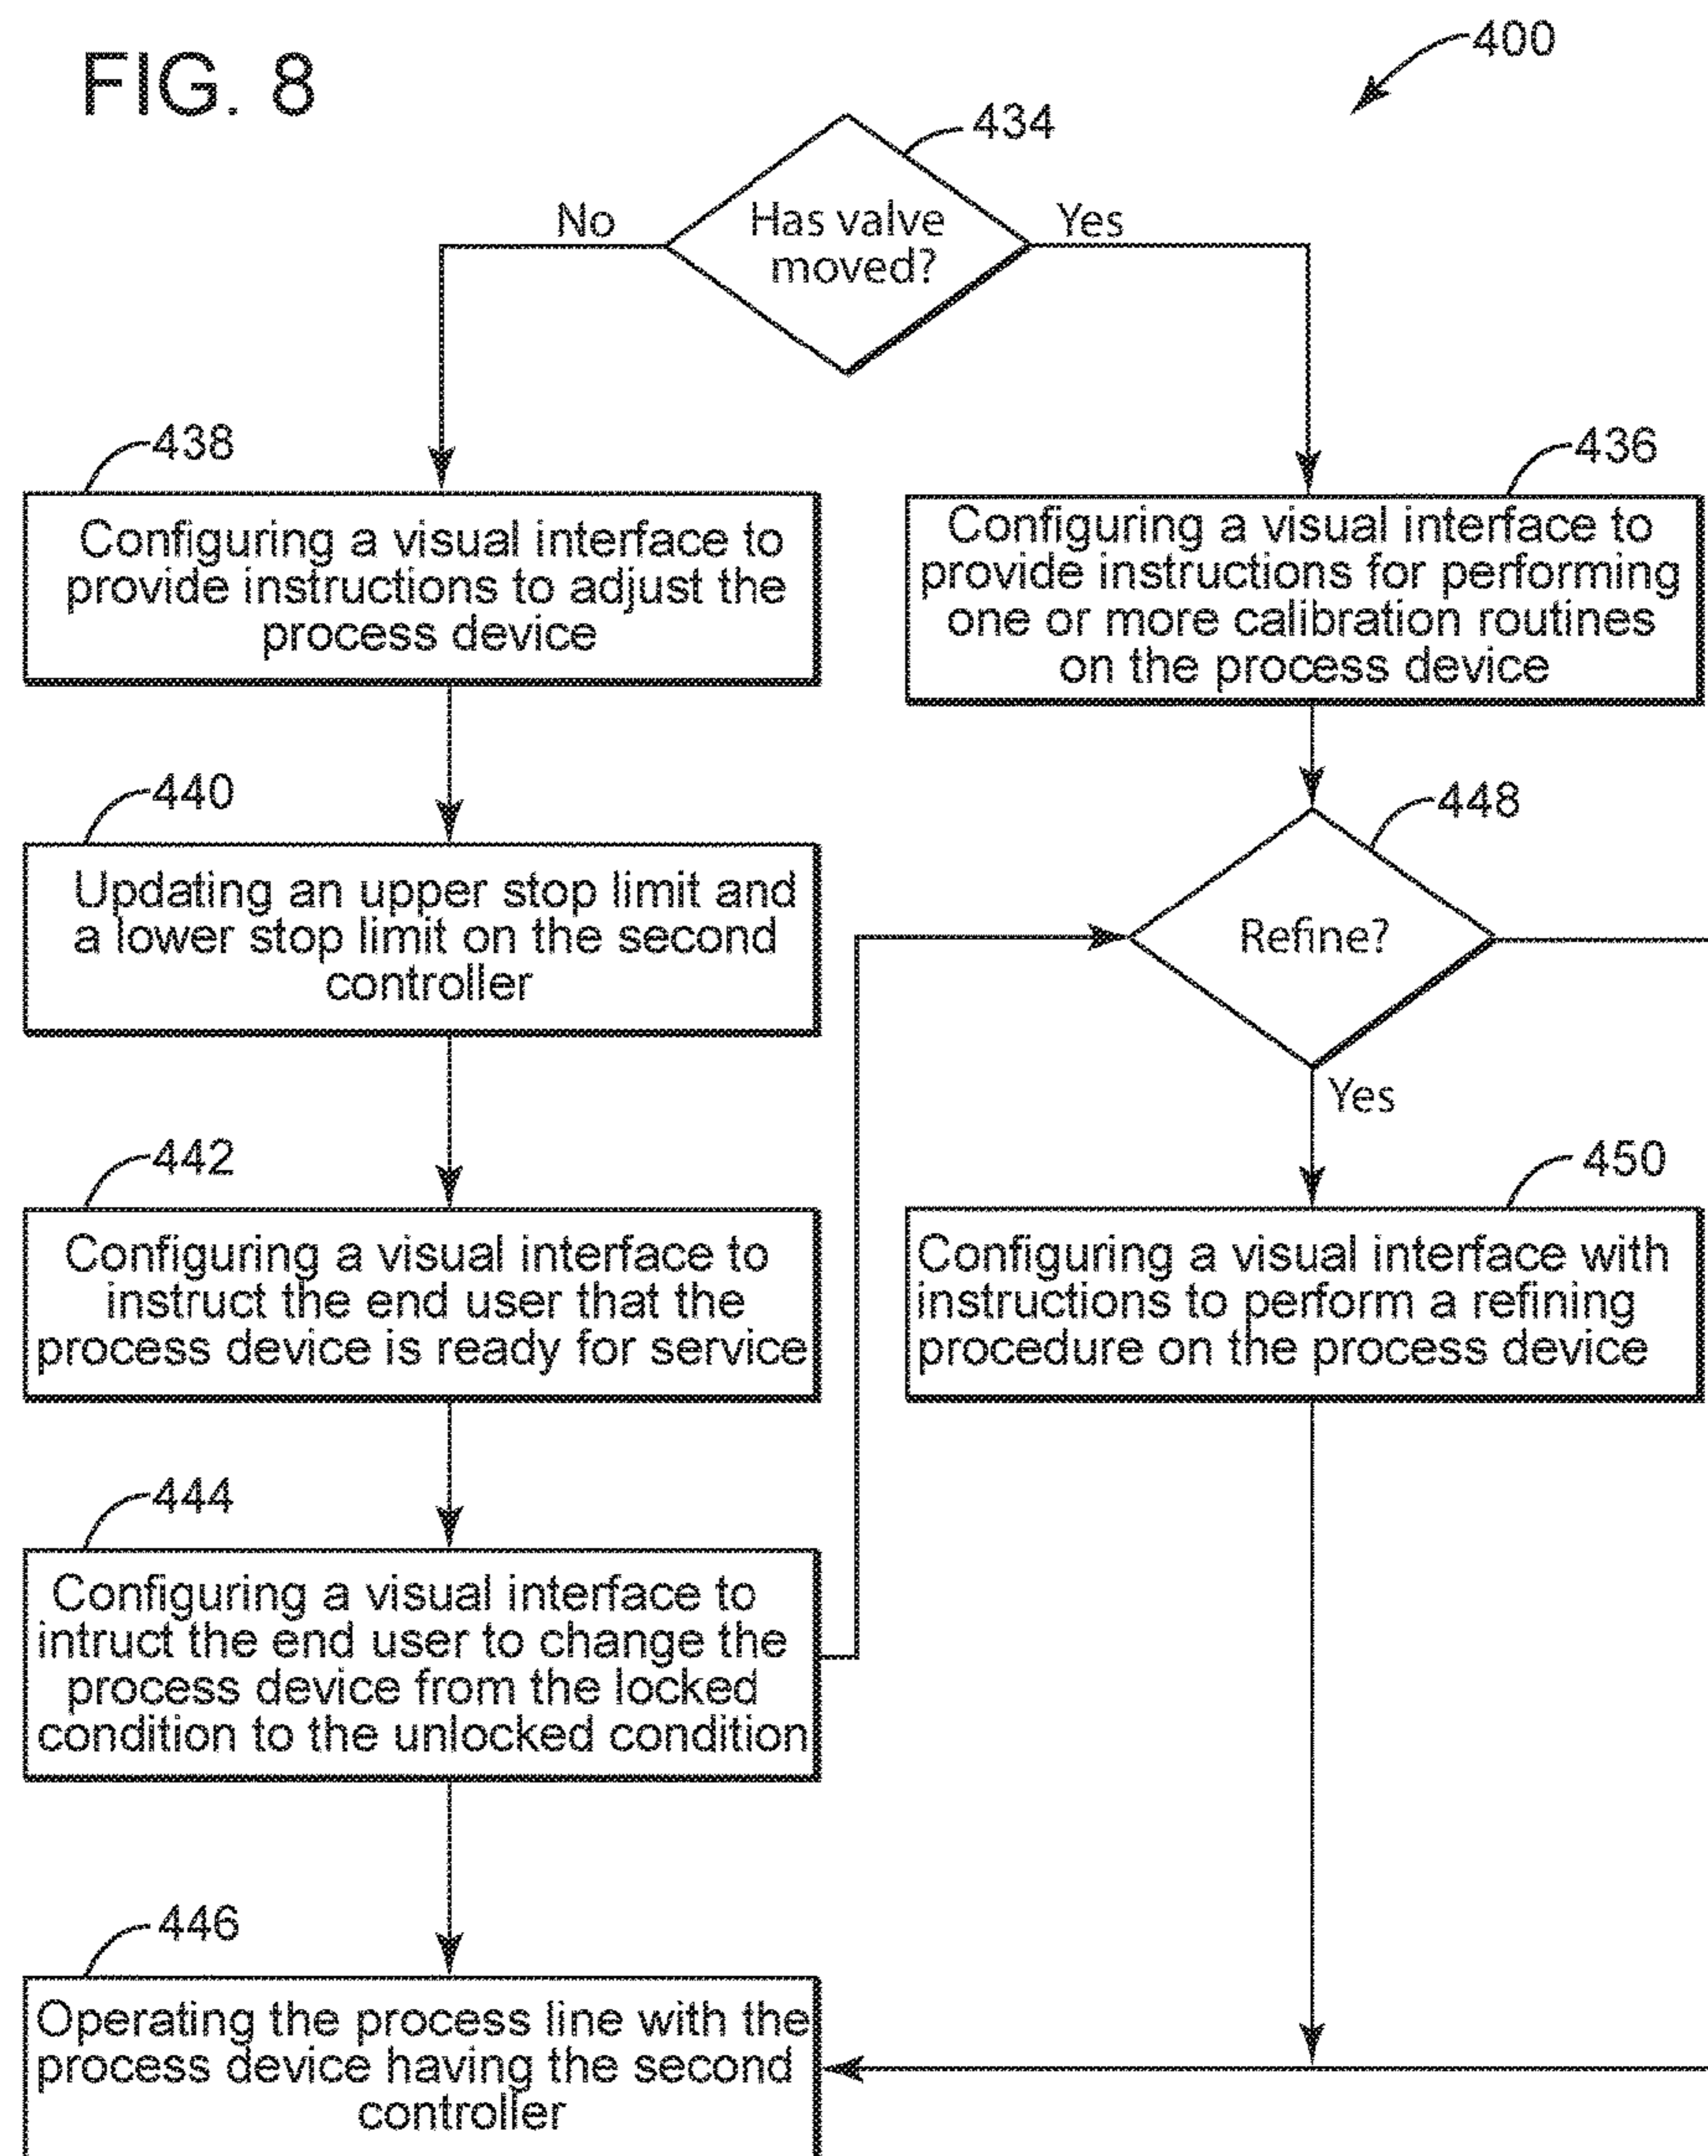 FIG. 8
400
434
Has valve
moved?
No
Yes
438
Configuring a visual interface to
provide instructions to adjust the
process device
436
Configuring a visual interface to
provide instructions for performing
one or more calibration routines
on the process device
440
Updating an upper stop limit and
a lower stop limit on the second
controller
448
Refine?
Yes
442
Configuring a visual interface to
instruct the end user that the
process device is ready for service
450
Configuring a visual interface with
instructions to perform a refining
procedure on the process device
444
Configuring a visual interface to
intruct the end user to change the
process device from the locked
condition to the unlocked condition
446
Operating the process line with the
process device having the second
controller